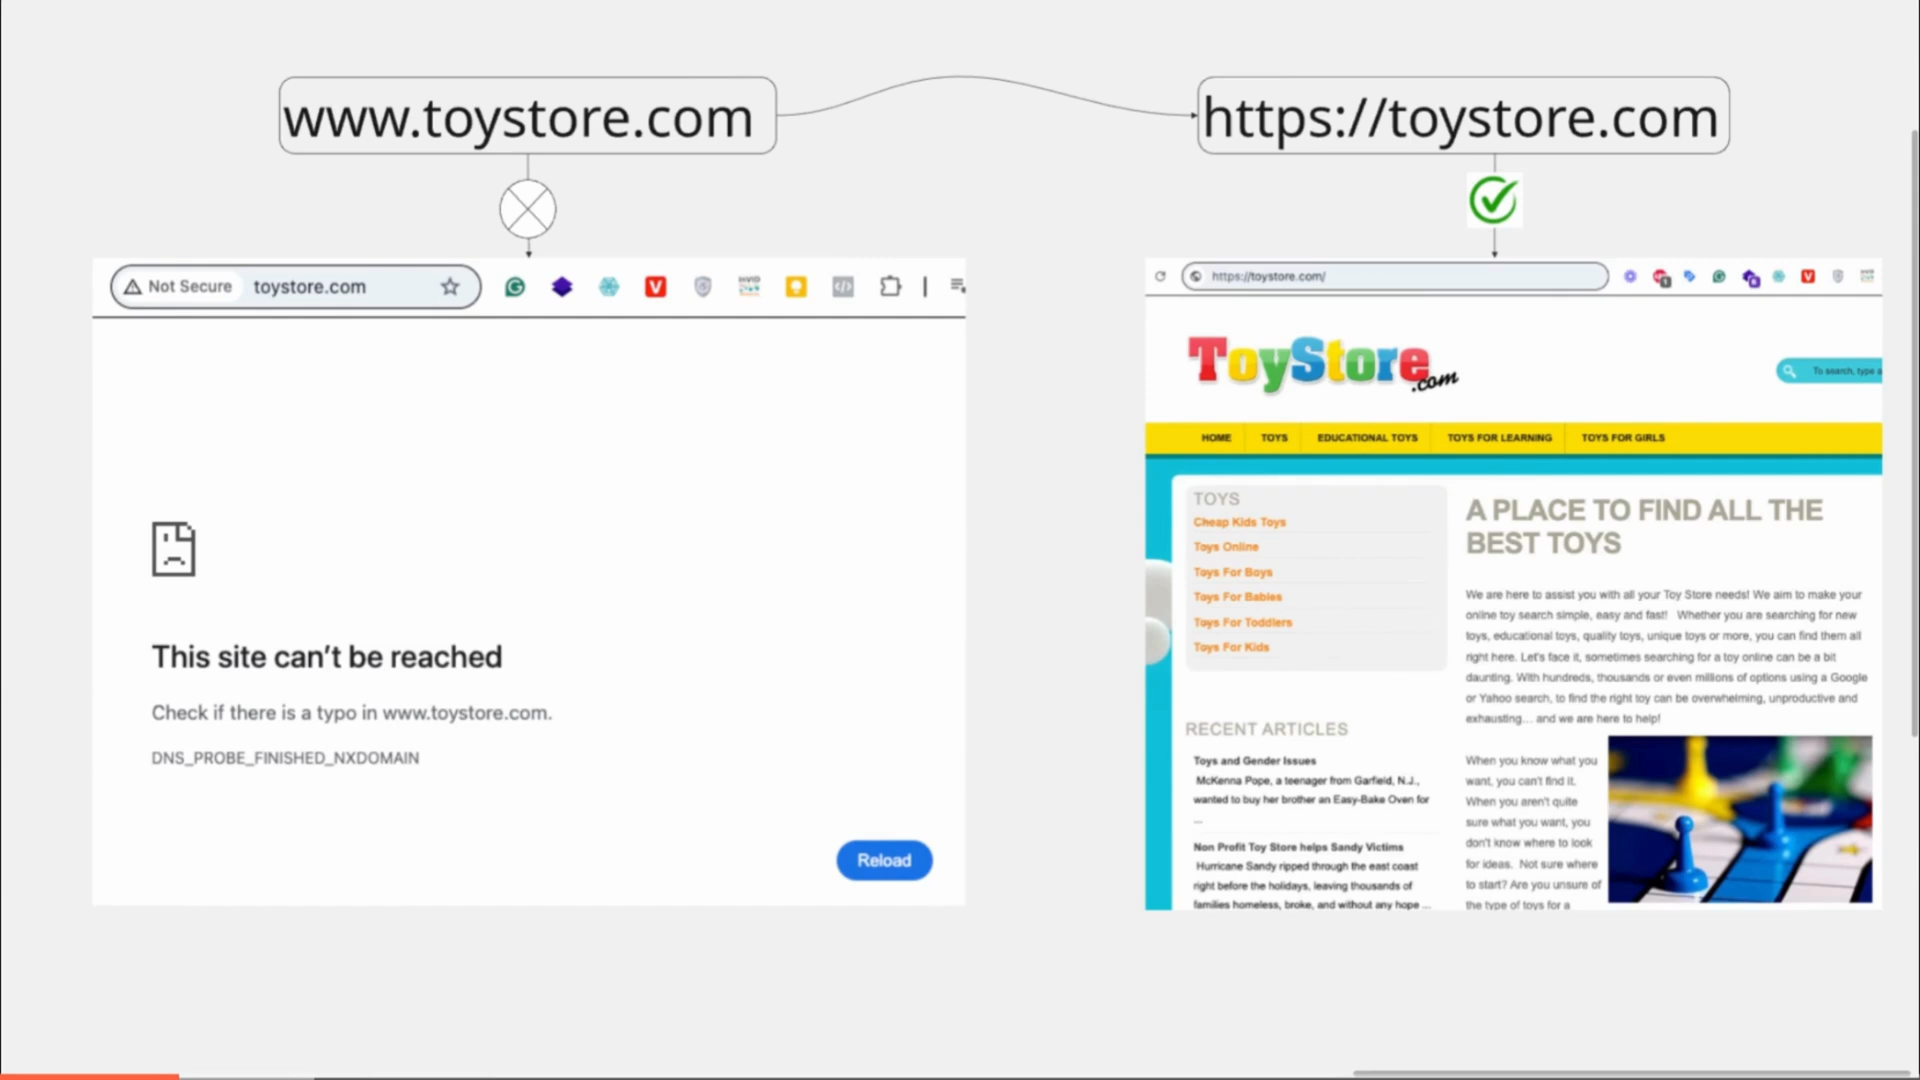 www.toystore.com
https://toystore.com
Not Secure toystore.com
This site can't be reached
Check if there is a typo in www.toystore.com.
DNS_PROBE_FINISHED_NXDOMAIN
Reload
https://toystore.com/
ToyStore.com
To search, type a
HOME TOYS EDUCATIONAL TOYS TOYS FOR LEARNING TOYS FOR GIRLS
TOYS
Cheap Kids Toys
Toys Online
Toys For Boys
Toys For Babies
Toys For Toddlers
Toys For Kids
RECENT ARTICLES
Toys and Gender Issues
McKenna Pope, a teenager from Garfield, N.J.,
wanted to buy her brother an Easy-Bake Oven for
...
Non Profit Toy Store helps Sandy Victims
Hurricane Sandy ripped through the east coast
right before the holidays, leaving thousands of
families homeless, broke, and without any hope ...
A PLACE TO FIND ALL THE
BEST TOYS
We are here to assist you with all your Toy Store needs! We aim to make your
online toy search simple, easy and fast! Whether you are searching for new
toys, educational toys, quality toys, unique toys or more, you can find them all
right here. Let's face it, sometimes searching for a toy online can be a bit
daunting. With hundreds, thousands or even millions of options using a Google
or Yahoo search, to find the right toy can be overwhelming, unproductive and
exhausting... and we are here to help!
When you know what you
want, you can't find it.
When you aren't quite
sure what you want, you
don't know where to look
for ideas. Not sure where
to start? Are you unsure of
the type of toys for a